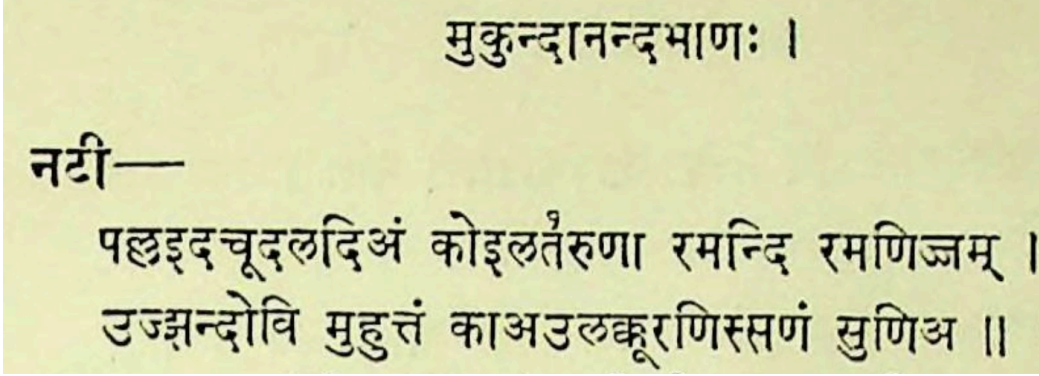 मुकुन्दानन्दभाणः ।
नटी—
पल्लइदचूदलदिअं कोइलतरुणा रमन्दि रमणिज्जम् ।
उज्झन्दोवि मुहुत्तं काअउलक्कूरणिस्सणं सुणिअ ॥